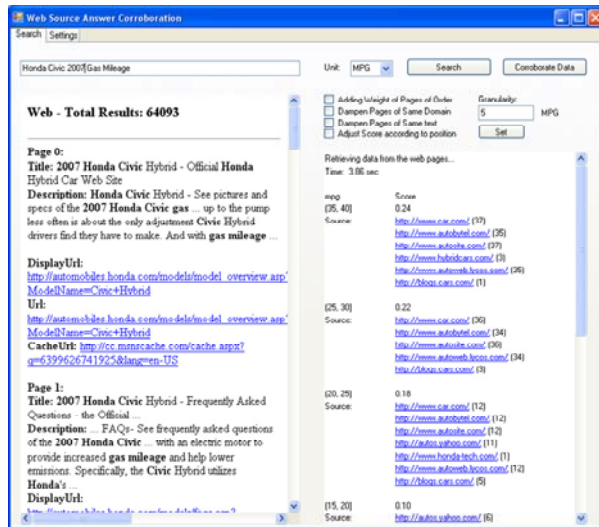 Web Source Answer Corroboration
Search Settings
Honda Civic 2007 Gas Mileage
Unit: MPG Search Corroborate Data
Adding Weight of Pages of Order
Dampen Pages of Same Domain
Dampen Pages of Same text
Adjust Score according to position
Granularity:
5 MPG
Set
Web - Total Results: 64093
Page 0:
Title: 2007 Honda Civic Hybrid - Official Honda
Hybrid Car Web Site
Description: Honda Civic Hybrid - See pictures and
specs of the 2007 Honda Civic gas ... up to the pump
less often is about the only adjustment Civic Hybrid
drivers find they have to make. And with gas mileage ...
DisplayUrl:
http://automobiles.honda.com/models/model_overview.asp?
ModelName=Civic+Hybrid
Url:
http://automobiles.honda.com/models/model_overview.asp?
ModelName=Civic+Hybrid
CacheUrl: http://cc.msnscache.com/cache.aspx?
q=6399626741925&lang=en-US
Page 1:
Title: 2007 Honda Civic Hybrid - Frequently Asked
Questions - the Official ...
Description: ... FAQs- See frequently asked questions
of the 2007 Honda Civic ... with an electric motor to
provide increased gas mileage and help lower
emissions. Specifically, the Civic Hybrid utilizes
Honda's ...
DisplayUrl:
Retrieving data from the web pages...
Time: 3.86 sec
mpg Score
(35, 40] 0.24
Source: http://www.car.com/ (37)
http://www.autobytel.com/ (35)
http://www.autosite.com/ (37)
http://www.hybridcars.com/ (3)
http://www.autoweb.lycos.com/ (35)
http://blogs.cars.com/ (1)
(25, 30] 0.22
Source: http://www.car.com/ (36)
http://www.autobytel.com/ (34)
http://www.autosite.com/ (36)
http://www.autoweb.lycos.com/ (34)
http://blogs.cars.com/ (3)
(20, 25] 0.18
Source: http://www.car.com/ (12)
http://www.autobytel.com/ (12)
http://www.autosite.com/ (12)
http://autos.yahoo.com/ (11)
http://www.honda-tech.com/ (1)
http://www.autoweb.lycos.com/ (12)
http://blogs.cars.com/ (5)
(15, 20] 0.10
Source: http://autos.yahoo.com/ (6)